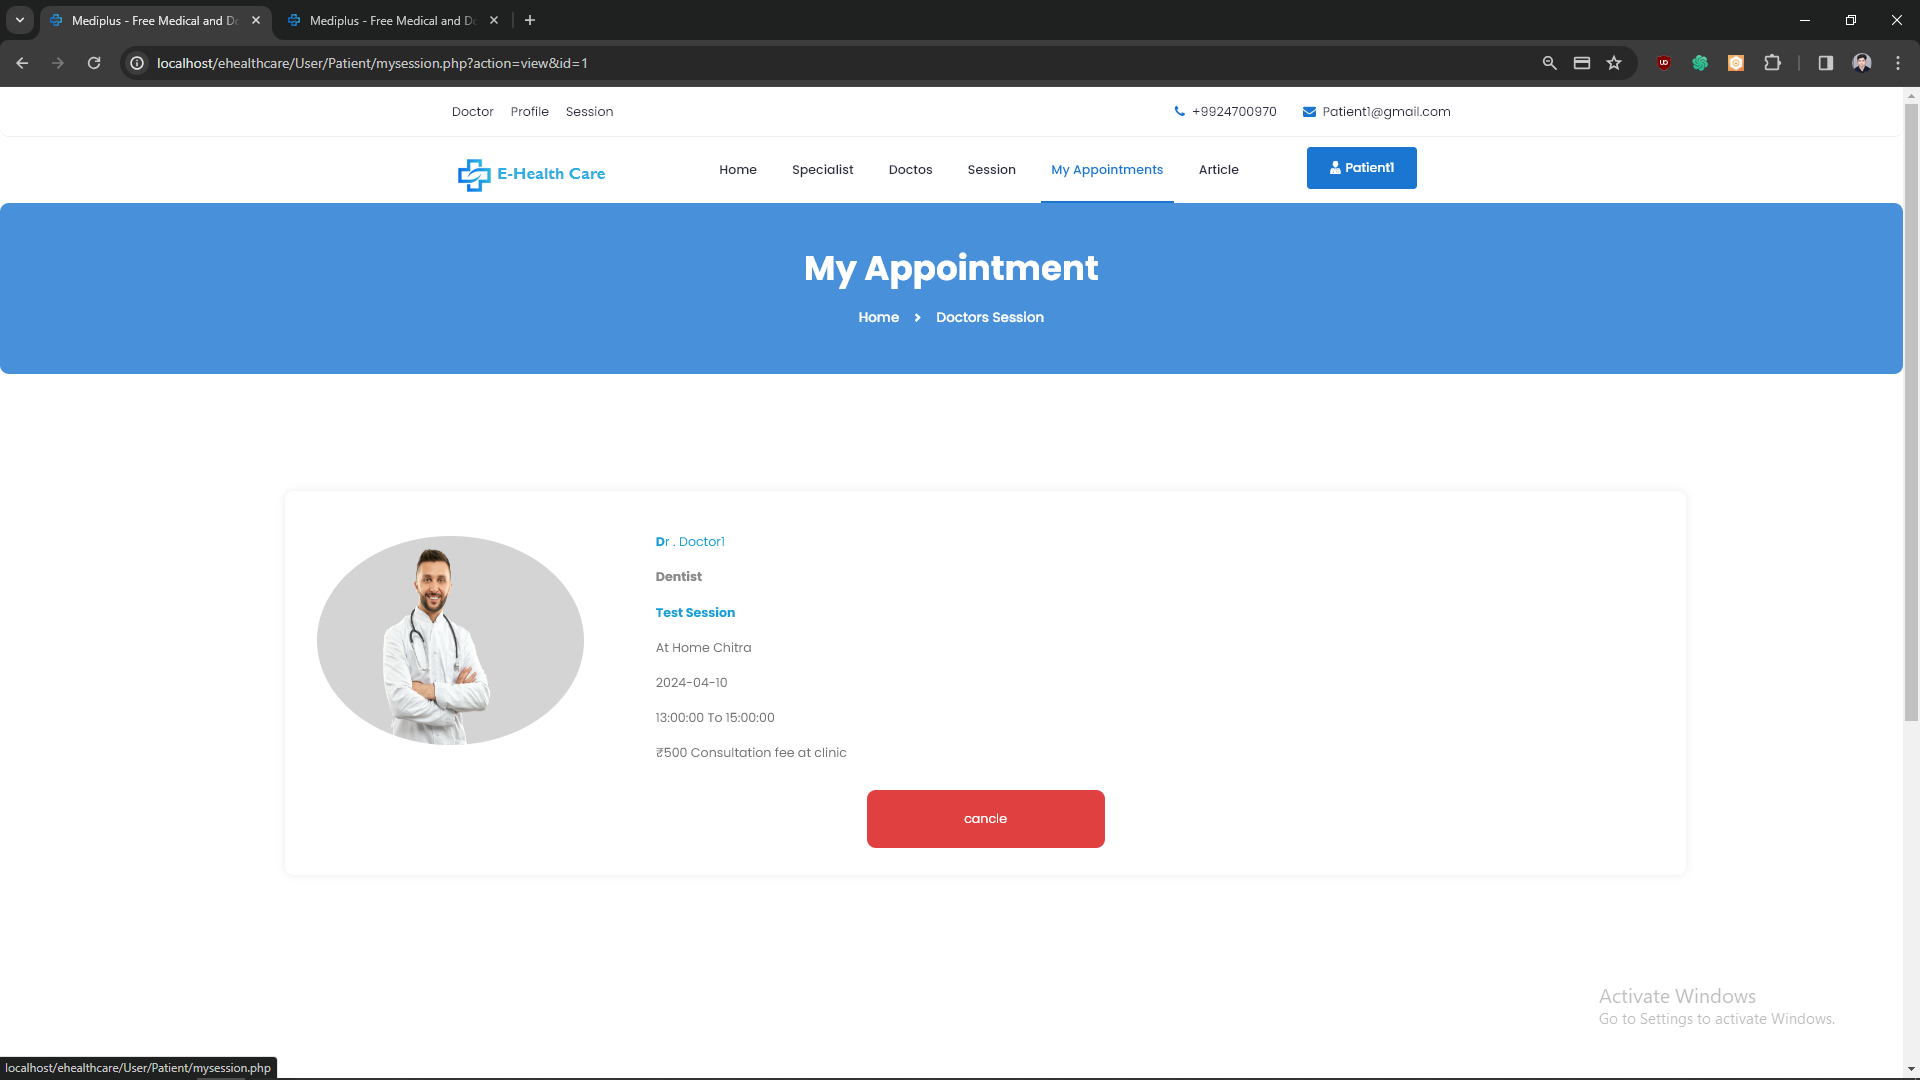 Mediplus - Free Medical and Do
Mediplus - Free Medical and Do
localhost/ehealthcare/User/Patient/mysession.php?action=view&id=1
Doctor Profile Session
+9924700970 Patient1@gmail.com
E-Health Care
Home Specialist Doctos Session My Appointments Article
Patient1
My Appointment
Home Doctors Session
Dr . Doctor1
Dentist
Test Session
At Home Chitra
2024-04-10
13:00:00 To 15:00:00
₹500 Consultation fee at clinic
cancle
Activate Windows
Go to Settings to activate Windows.
localhost/ehealthcare/User/Patient/mysession.php